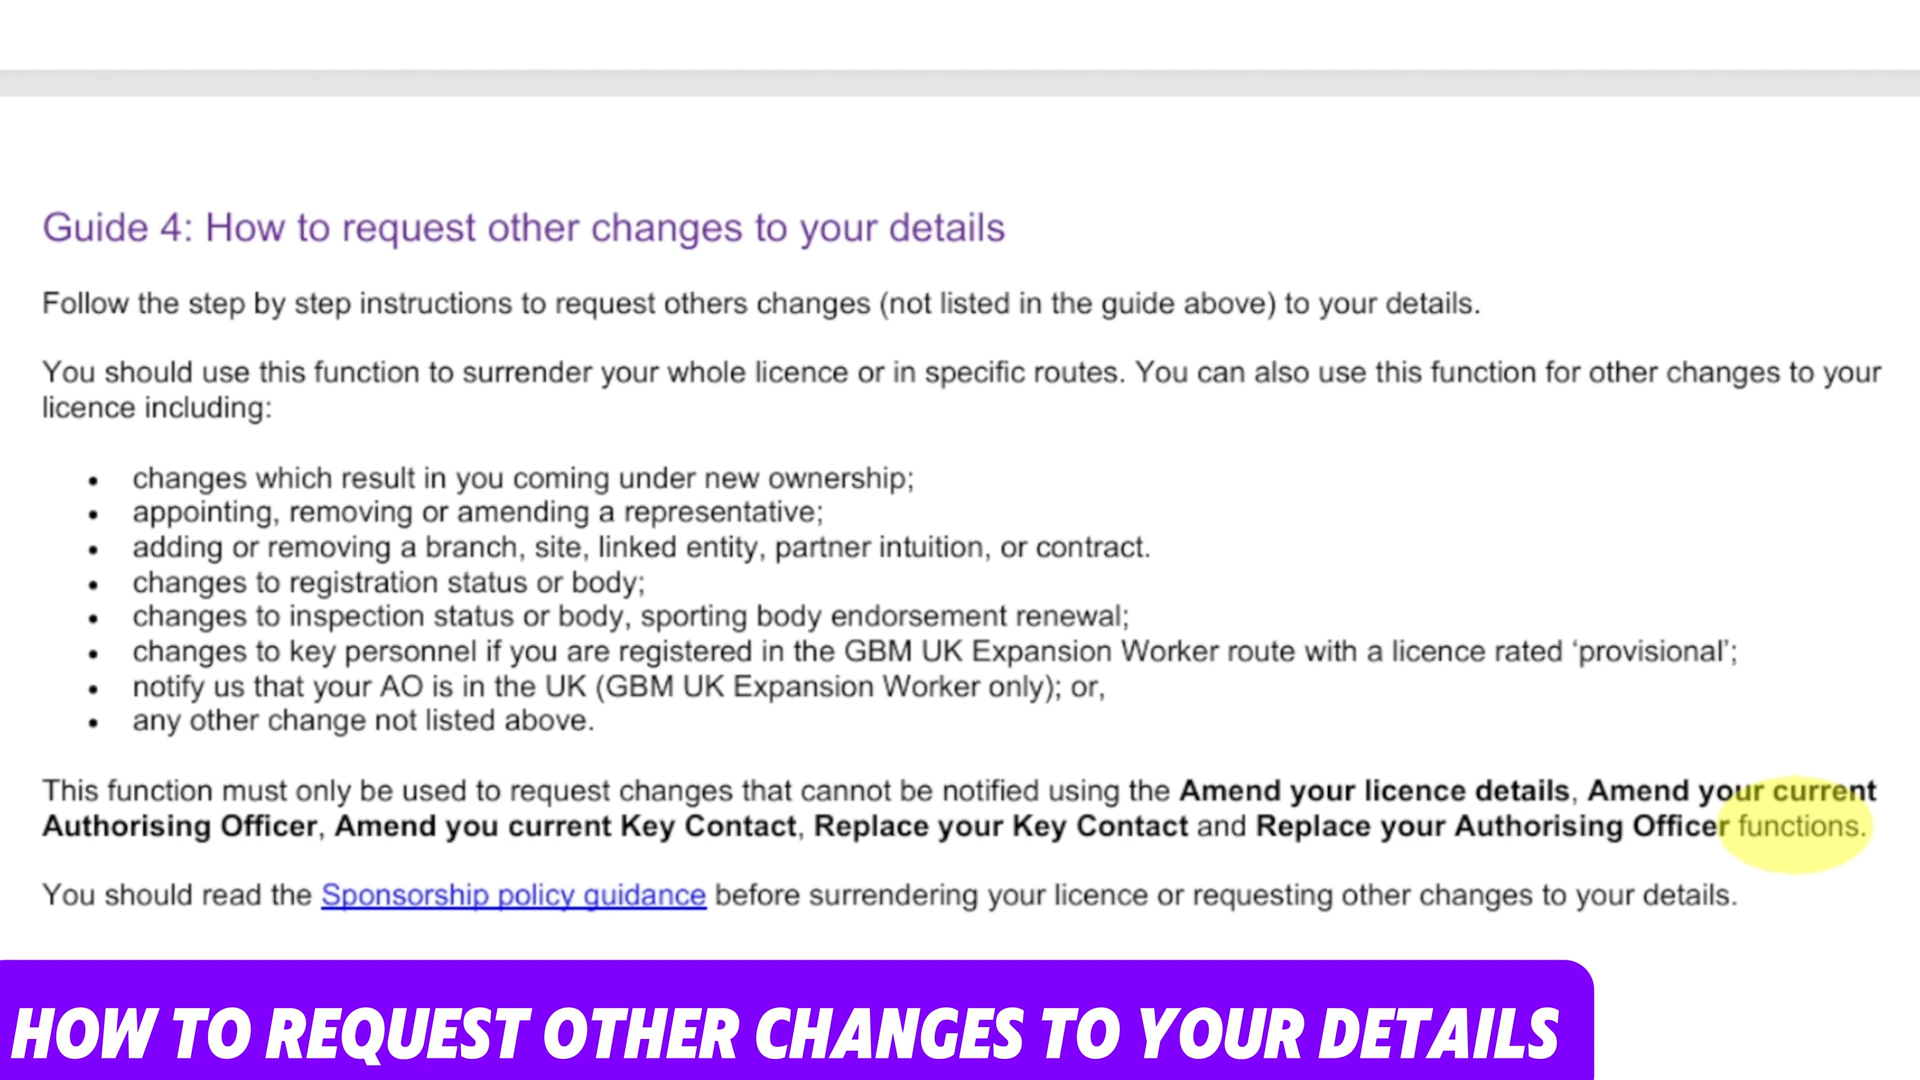 Guide 4: How to request other changes to your details
Follow the step by step instructions to request others changes (not listed in the guide above) to your details.
You should use this function to surrender your whole licence or in specific routes. You can also use this function for other changes to your
licence including:
• changes which result in you coming under new ownership;
• appointing, removing or amending a representative;
• adding or removing a branch, site, linked entity, partner intuition, or contract.
• changes to registration status or body;
• changes to inspection status or body, sporting body endorsement renewal;
• changes to key personnel if you are registered in the GBM UK Expansion Worker route with a licence rated ‘provisional’;
• notify us that your AO is in the UK (GBM UK Expansion Worker only); or,
• any other change not listed above.
This function must only be used to request changes that cannot be notified using the Amend your licence details, Amend your current
Authorising Officer, Amend you current Key Contact, Replace your Key Contact and Replace your Authorising Officer functions.
You should read the Sponsorship policy guidance before surrendering your licence or requesting other changes to your details.
HOW TO REQUEST OTHER CHANGES TO YOUR DETAILS